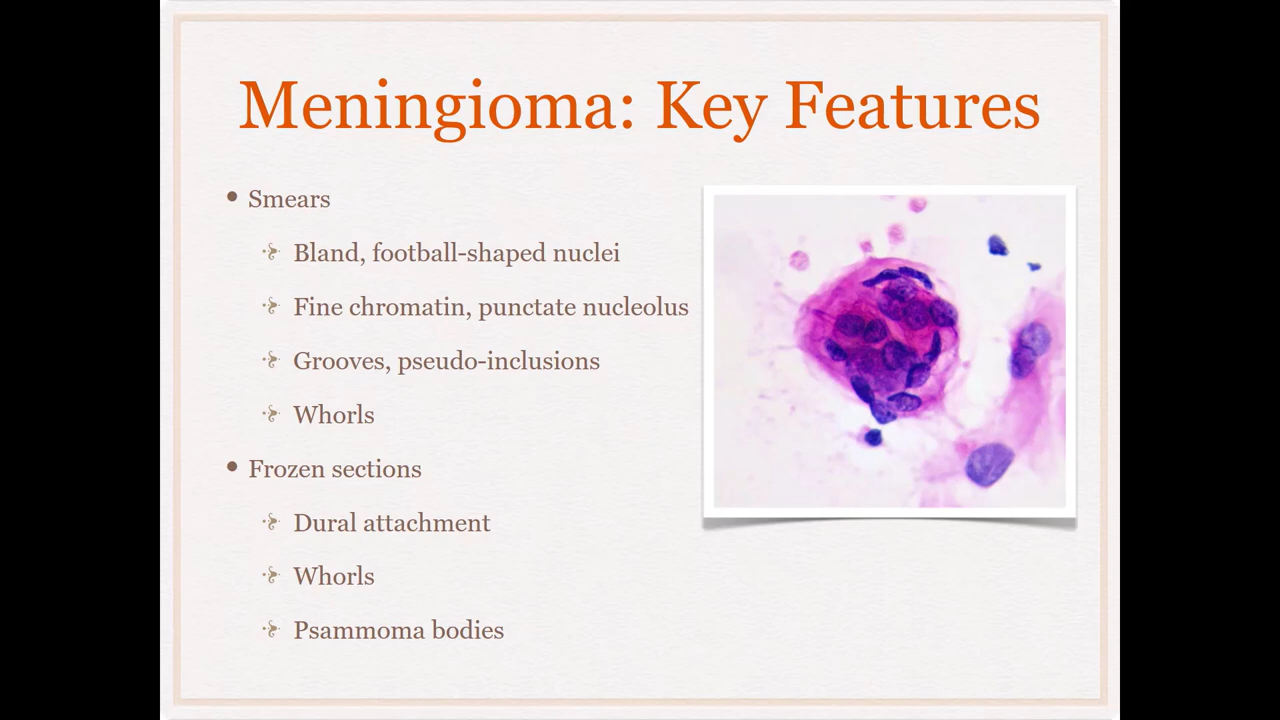 Meningioma: Key Features
Smears
Bland, football-shaped nuclei
Fine chromatin, punctate nucleolus
Grooves, pseudo-inclusions
Whorls
Frozen sections
Dural attachment
Whorls
Psammoma bodies